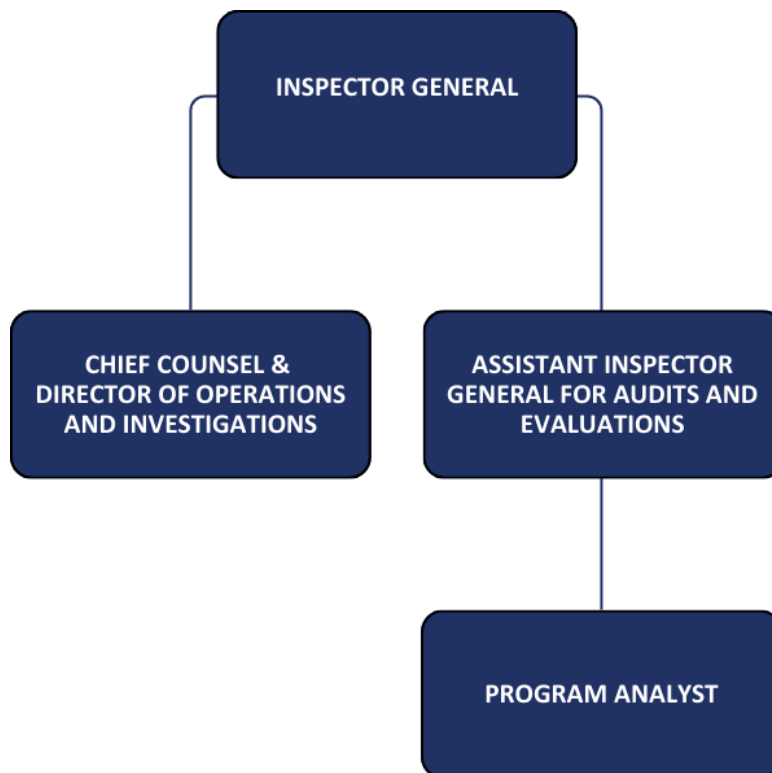 INSPECTOR GENERAL
CHIEF COUNSEL &
DIRECTOR OF OPERATIONS
AND INVESTIGATIONS
ASSISTANT INSPECTOR
GENERAL FOR AUDITS AND
EVALUATIONS
PROGRAM ANALYST